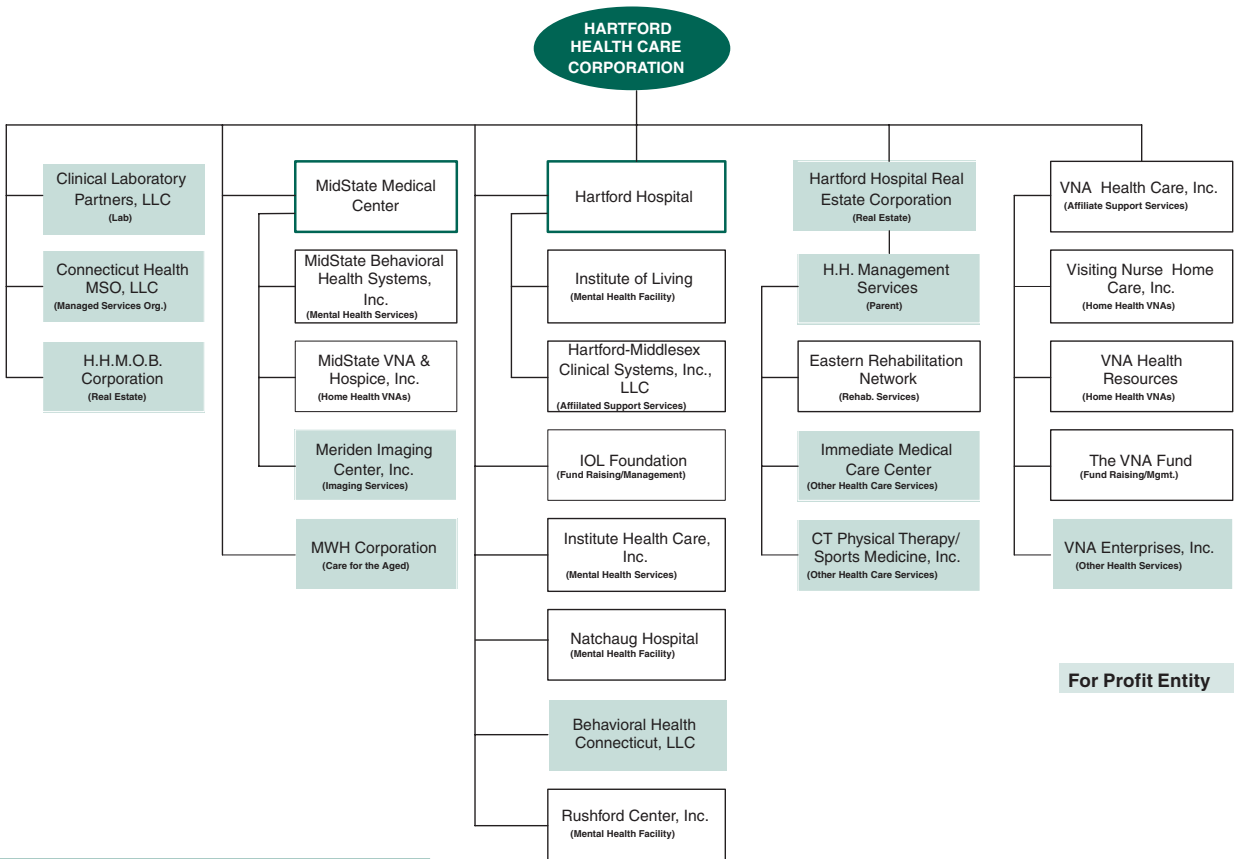 HARTFORD
HEALTH CARE
CORPORATION
Clinical Laboratory
Partners, LLC
(Lab)
Connecticut Health
MSO, LLC
(Managed Services Org.)
H.H.M.O.B.
Corporation
(Real Estate)
MidState Medical
Center
MidState Behavioral
Health Systems,
Inc.
(Mental Health Services)
MidState VNA &
Hospice, Inc.
(Home Health VNAs)
Meriden Imaging
Center, Inc.
(Imaging Services)
MWH Corporation
(Care for the Aged)
Hartford Hospital
Institute of Living
(Mental Health Facility)
Hartford-Middlesex
Clinical Systems, Inc.,
LLC
(Affiilated Support Services)
IOL Foundation
(Fund Raising/Management)
Institute Health Care,
Inc.
(Mental Health Services)
Natchaug Hospital
(Mental Health Facility)
Behavioral Health
Connecticut, LLC
Rushford Center, Inc.
(Mental Health Facility)
Hartford Hospital Real
Estate Corporation
(Real Estate)
H.H. Management
Services
(Parent)
Eastern Rehabilitation
Network
(Rehab. Services)
Immediate Medical
Care Center
(Other Health Care Services)
CT Physical Therapy/
Sports Medicine, Inc.
(Other Health Care Services)
VNA Health Care, Inc.
(Affiliate Support Services)
Visiting Nurse Home
Care, Inc.
(Home Health VNAs)
VNA Health
Resources
(Home Health VNAs)
The VNA Fund
(Fund Raising/Mgmt.)
VNA Enterprises, Inc.
(Other Health Services)
For Profit Entity